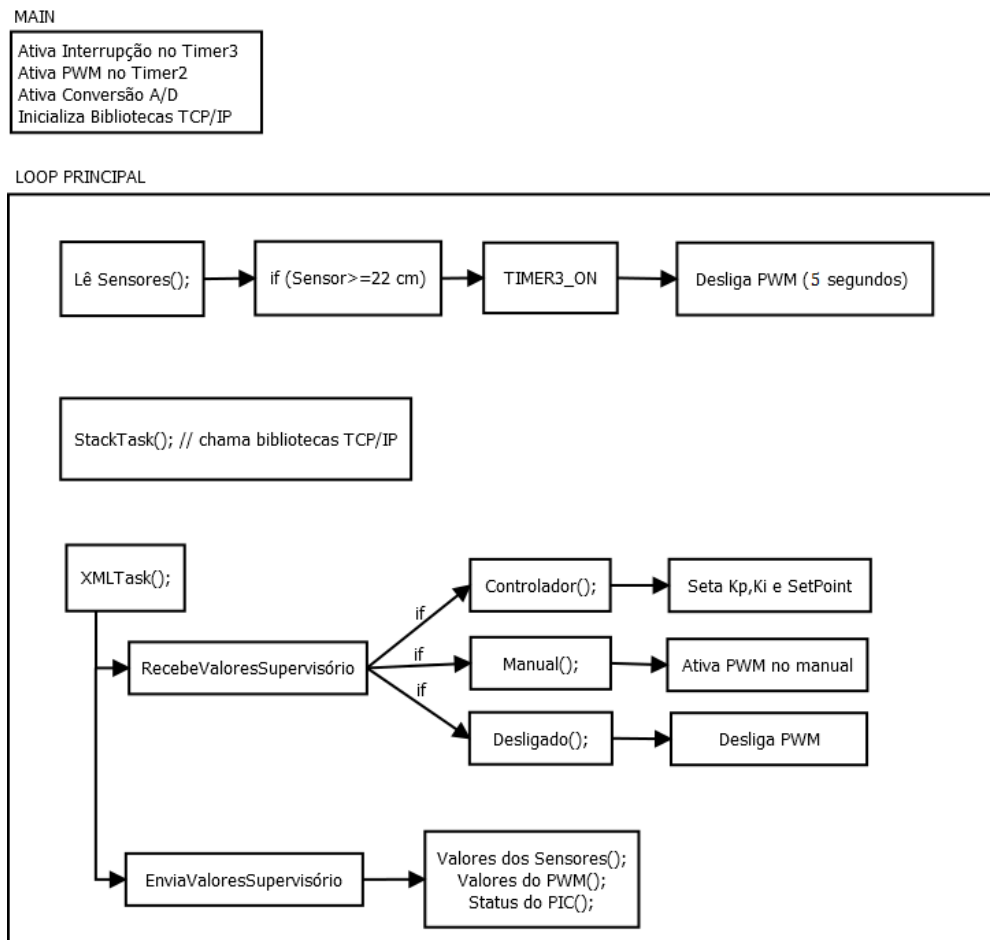 MAIN
Ativa Interrupção no Timer3
Ativa PWM no Timer2
Ativa Conversão A/D
Inicializa Bibliotecas TCP/IP
LOOP PRINCIPAL
Lê Sensores();
if (Sensor>=22 cm)
TIMER3_ON
Desliga PWM (5 segundos)
StackTask(); // chama bibliotecas TCP/IP
XMLTask();
RecebeValoresSupervisório
if
Controlador();
Seta Kp,Ki e SetPoint
if
Manual();
Ativa PWM no manual
if
Desligado();
Desliga PWM
EnviaValoresSupervisório
Valores dos Sensores();
Valores do PWM();
Status do PIC();